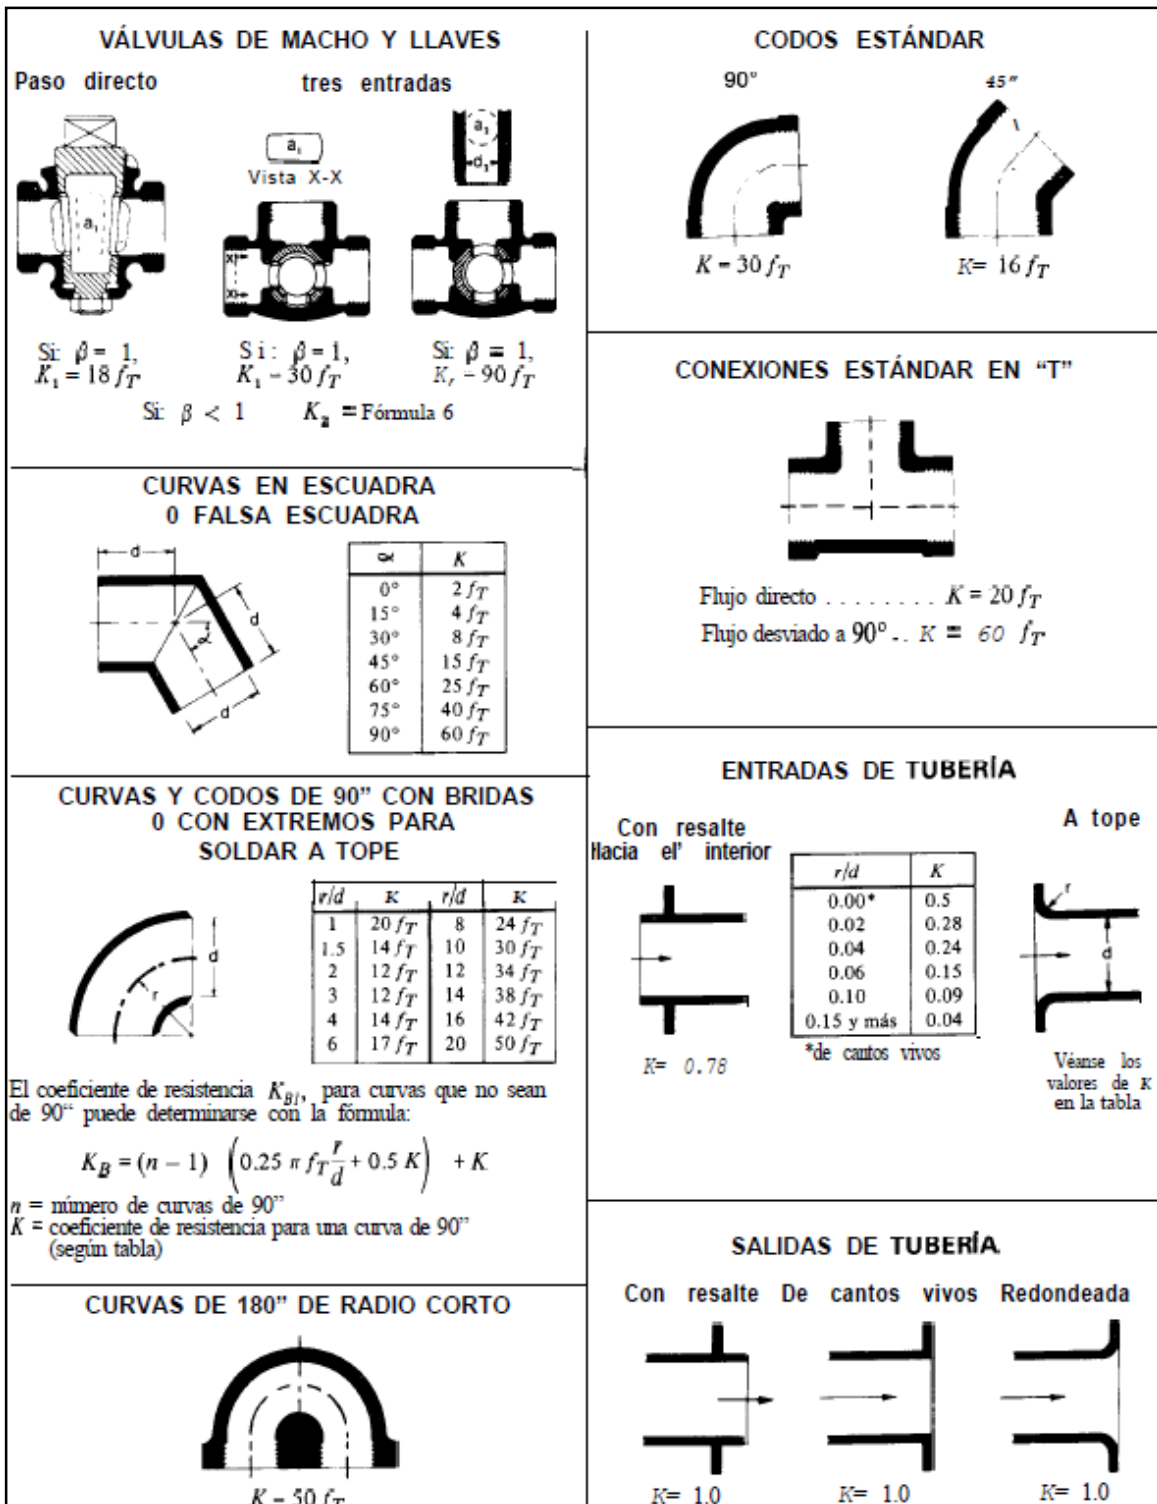 VÁLVULAS DE MACHO Y LLAVES
Paso directo
tres entradas
a₁
a₁
Vista X-X
a₁
d₁
X
X
Si: β = 1,
K₁ = 18 f_T
Si: β = 1,
K₁ = 30 f_T
Si: β = 1,
K_r = 90 f_T
Si: β < 1 K₂ = Fórmula 6
CURVAS EN ESCUADRA
0 FALSA ESCUADRA
d
d
d
α
α K
0° 2 f_T
15° 4 f_T
30° 8 f_T
45° 15 f_T
60° 25 f_T
75° 40 f_T
90° 60 f_T
CURVAS Y CODOS DE 90” CON BRIDAS
0 CON EXTREMOS PARA
SOLDAR A TOPE
d
r
r/d K r/d K
1 20 f_T 8 24 f_T
1.5 14 f_T 10 30 f_T
2 12 f_T 12 34 f_T
3 12 f_T 14 38 f_T
4 14 f_T 16 42 f_T
6 17 f_T 20 50 f_T
El coeficiente de resistencia K_B, para curvas que no sean
de 90“ puede determinarse con la fórmula:
K_B = (n − 1) (0.25 π f_T r/d + 0.5 K) + K
n = número de curvas de 90”
K = coeficiente de resistencia para una curva de 90”
(según tabla)
CURVAS DE 180” DE RADIO CORTO
K = 50 f_T
CODOS ESTÁNDAR
90°
45”
K = 30 f_T
K= 16 f_T
CONEXIONES ESTÁNDAR EN “T”
Flujo directo . . . . . . . . K = 20 f_T
Flujo desviado a 90° .. K = 60 f_T
ENTRADAS DE TUBERÍA
Con resalte
Hacia el’ interior
K= 0.78
r/d K
0.00* 0.5
0.02 0.28
0.04 0.24
0.06 0.15
0.10 0.09
0.15 y más 0.04
*de cantos vivos
A tope
r
d
Véanse los
valores de K
en la tabla
SALIDAS DE TUBERÍA
Con resalte De cantos vivos Redondeada
K= 1.0 K= 1.0 K= 1.0